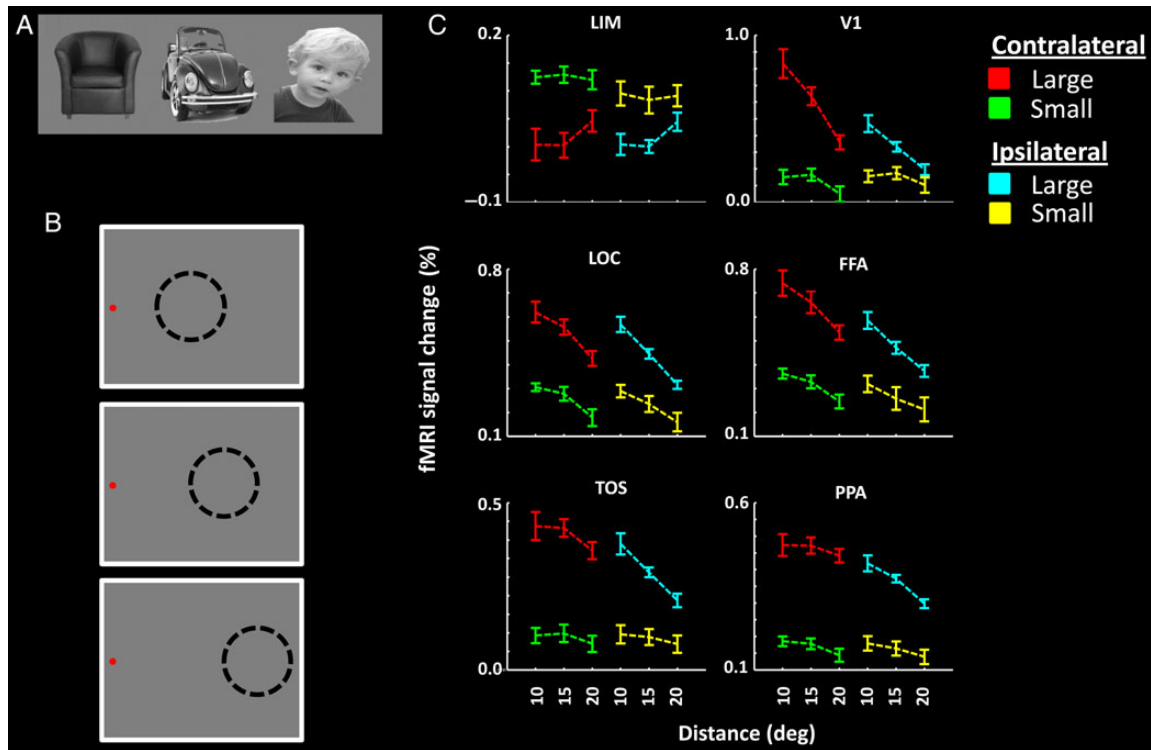 A
B
C
fMRI signal change (%)
LIM
0.2
–0.1
V1
1.0
0.0
LOC
0.8
0.1
FFA
0.8
0.1
TOS
0.5
0.0
10 15 20 10 15 20
PPA
0.6
0.1
10 15 20 10 15 20
Distance (deg)
Contralateral
Large
Small
Ipsilateral
Large
Small